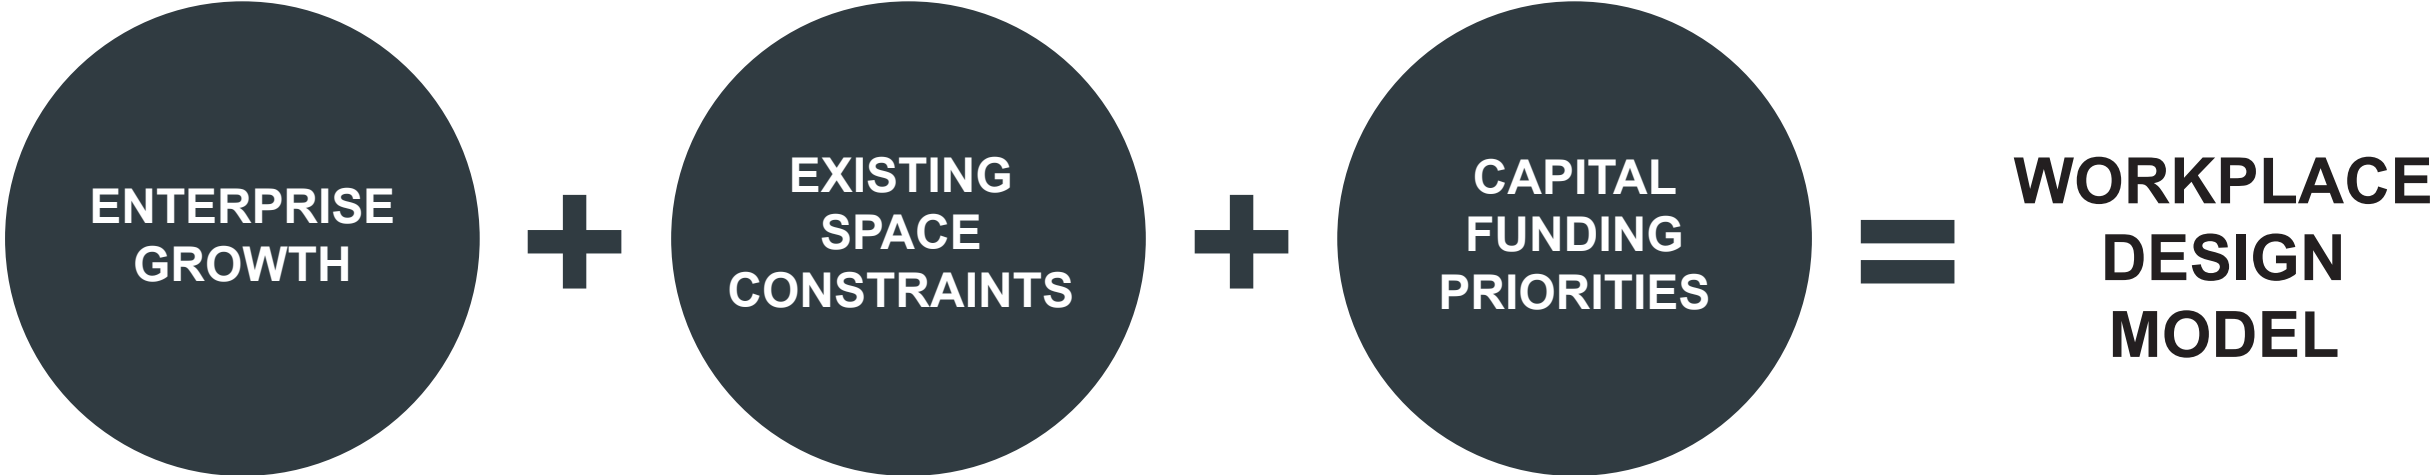 ENTERPRISE
GROWTH
+
EXISTING
SPACE
CONSTRAINTS
+
CAPITAL
FUNDING
PRIORITIES
=
WORKPLACE
DESIGN
MODEL